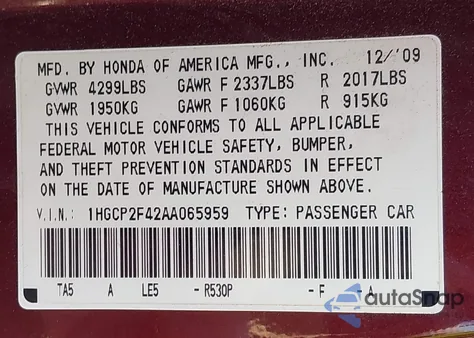 MFD. BY HONDA OF AMERICA MFG., INC. 12/'09
GVWR 4299LBS GAWR F 2337LBS R 2017LBS
GVWR 1950KG GAWR F 1060KG R 915KG
THIS VEHICLE CONFORMS TO ALL APPLICABLE
FEDERAL MOTOR VEHICLE SAFETY, BUMPER,
AND THEFT PREVENTION STANDARDS IN EFFECT
ON THE DATE OF MANUFACTURE SHOWN ABOVE.
V.I.N.: 1HGCP2F42AA065959 TYPE: PASSENGER CAR
TA5 A LE5 - R530P - F - A
autoSnap